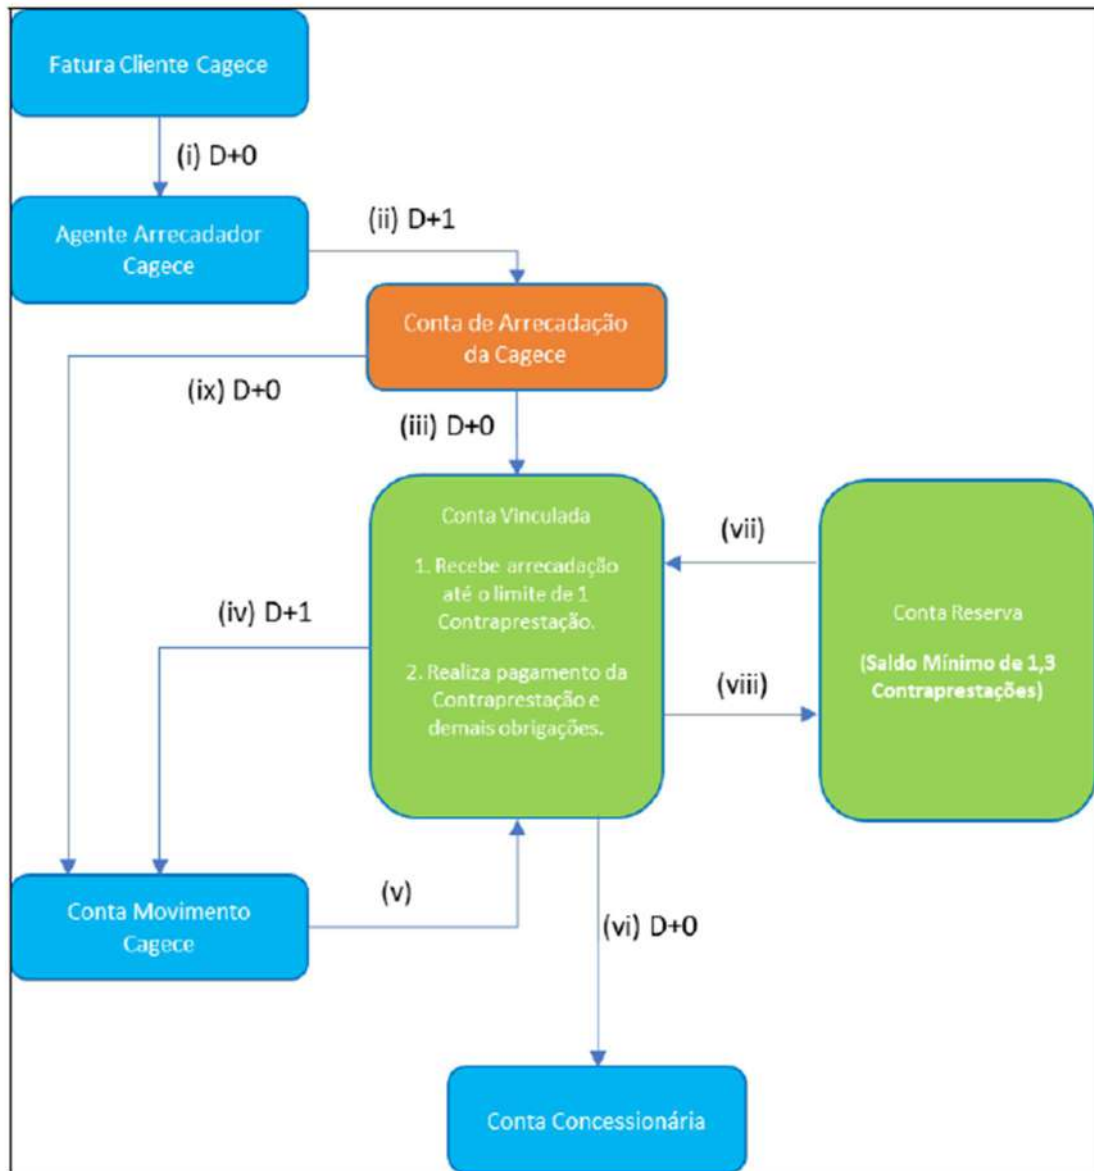 Fatura Cliente Cagece
(i) D+0
Agente Arrecadador
Cagece
(ii) D+1
Conta de Arrecadação
da Cagece
(ix) D+0
(iii) D+0
Conta Vinculada
1. Recebe arrecadação
até o limite de 1
Contraprestação.
2. Realiza pagamento da
Contraprestação e
demais obrigações.
(vii)
(viii)
Conta Reserva
(Saldo Mínimo de 1,3
Contraprestações)
(iv) D+1
Conta Movimento
Cagece
(v)
(vi) D+0
Conta Concessionária